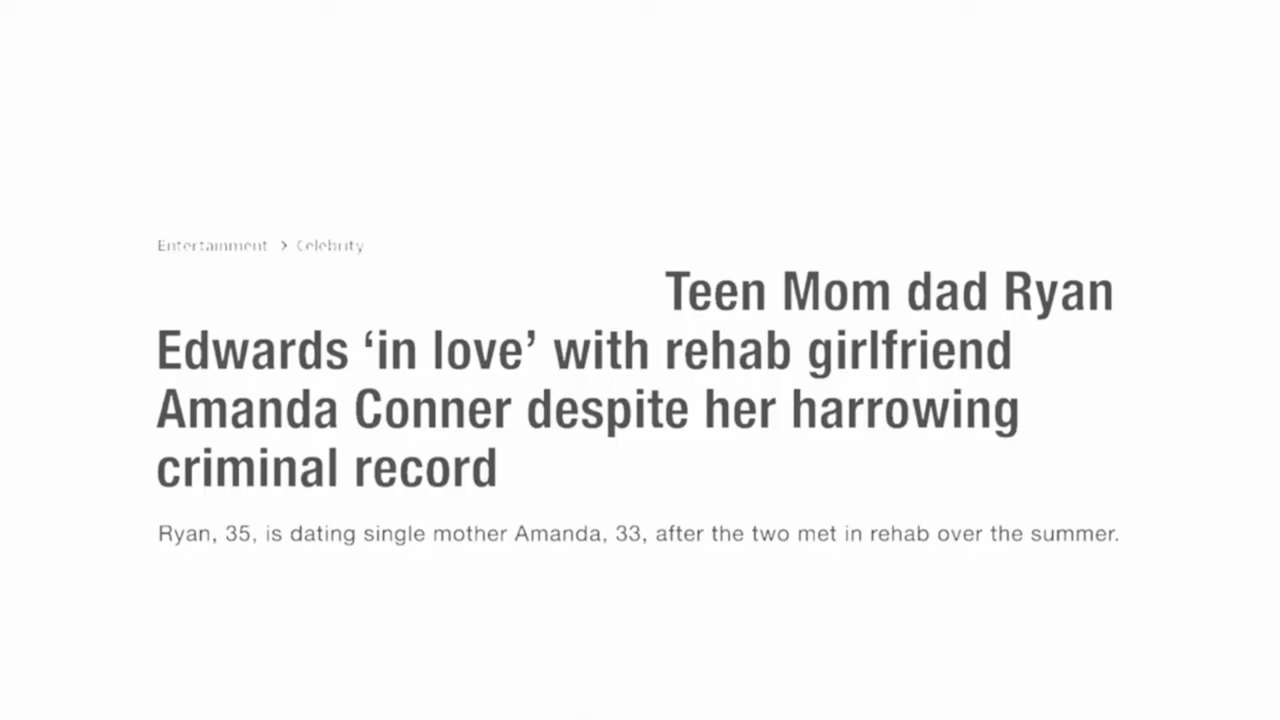 Entertainment > Celebrity
Teen Mom dad Ryan
Edwards ‘in love’ with rehab girlfriend
Amanda Conner despite her harrowing
criminal record
Ryan, 35, is dating single mother Amanda, 33, after the two met in rehab over the summer.